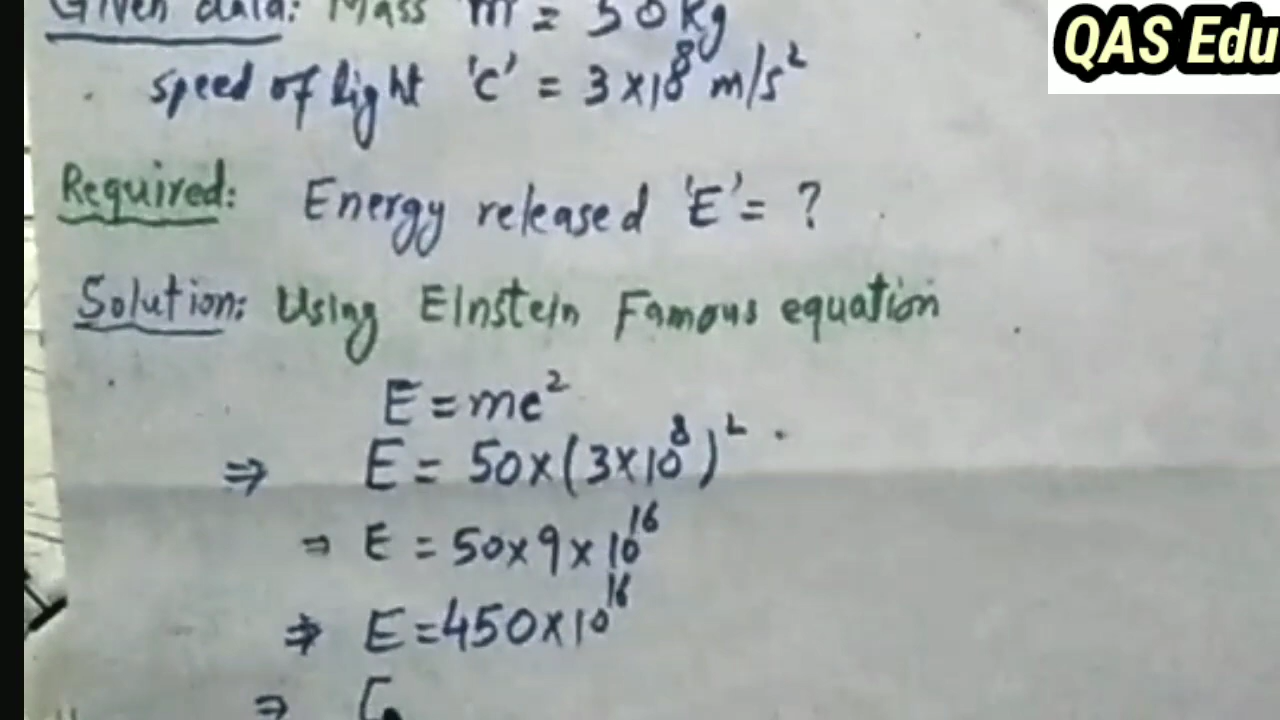 Given data: Mass m = 50 kg
QAS Edu
speed of light 'c' = 3×10⁸ m/s²
Required: Energy released 'E' = ?
Solution: Using EInsteIn Famous equation
E = mc²
⇒ E = 50×(3×10⁸)²
⇒ E = 50×9×10¹⁶
⇒ E = 450×10¹⁶
⇒